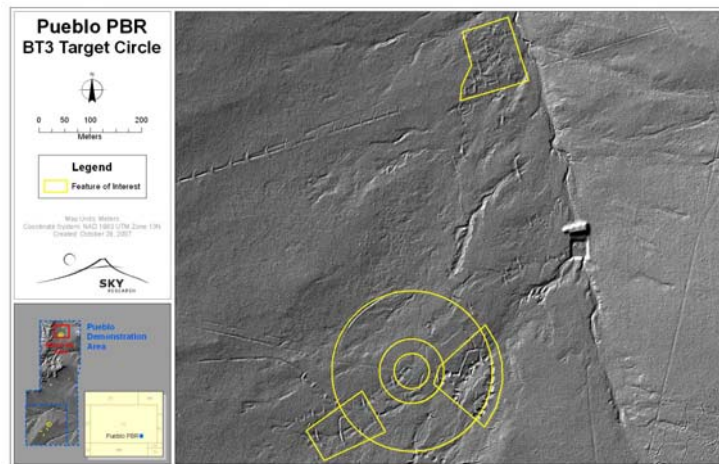 Pueblo PBR
BT3 Target Circle
N
0 50 100 200
Meters
Legend
Feature of Interest
Map Units: Meters
Coordinate System: NAD 1983 UTM Zone 13N
Created: October 26, 2007
SKY
RESEARCH
Pueblo
Demonstration
Area
Pueblo PBR